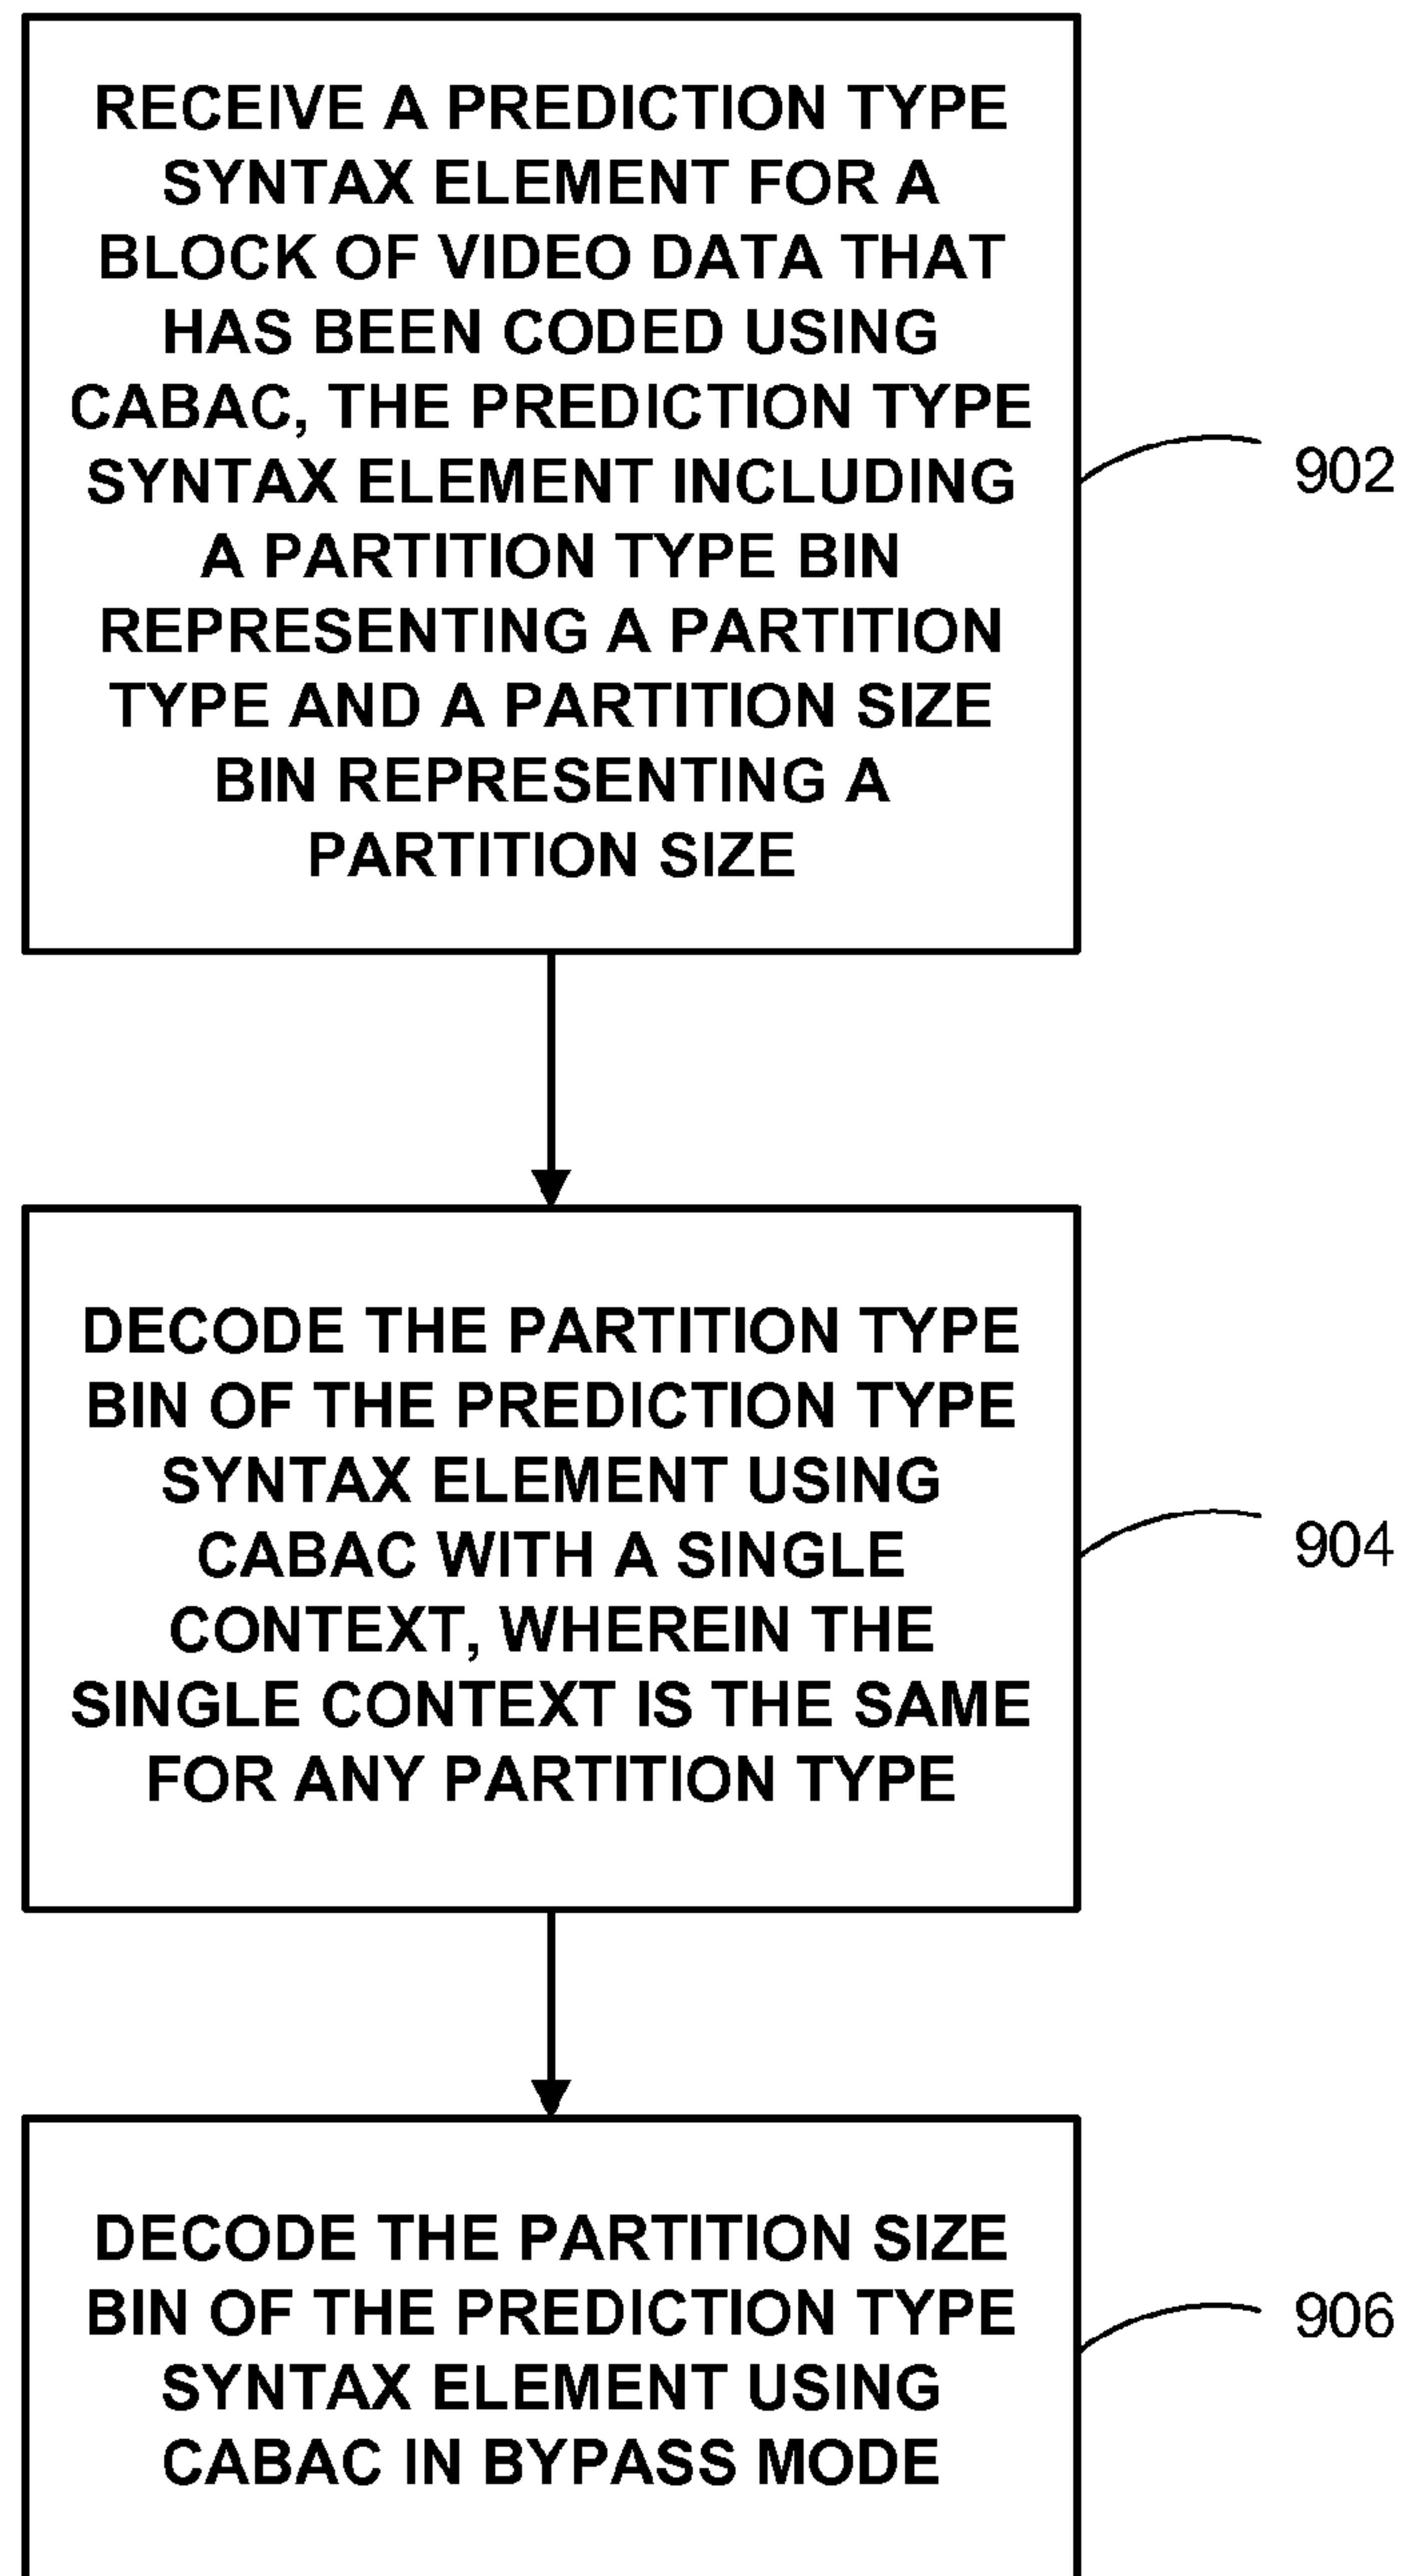 RECEIVE A PREDICTION TYPE
SYNTAX ELEMENT FOR A
BLOCK OF VIDEO DATA THAT
HAS BEEN CODED USING
CABAC, THE PREDICTION TYPE
SYNTAX ELEMENT INCLUDING
A PARTITION TYPE BIN
REPRESENTING A PARTITION
TYPE AND A PARTITION SIZE
BIN REPRESENTING A
PARTITION SIZE
902
DECODE THE PARTITION TYPE
BIN OF THE PREDICTION TYPE
SYNTAX ELEMENT USING
CABAC WITH A SINGLE
CONTEXT, WHEREIN THE
SINGLE CONTEXT IS THE SAME
FOR ANY PARTITION TYPE
904
DECODE THE PARTITION SIZE
BIN OF THE PREDICTION TYPE
SYNTAX ELEMENT USING
CABAC IN BYPASS MODE
906